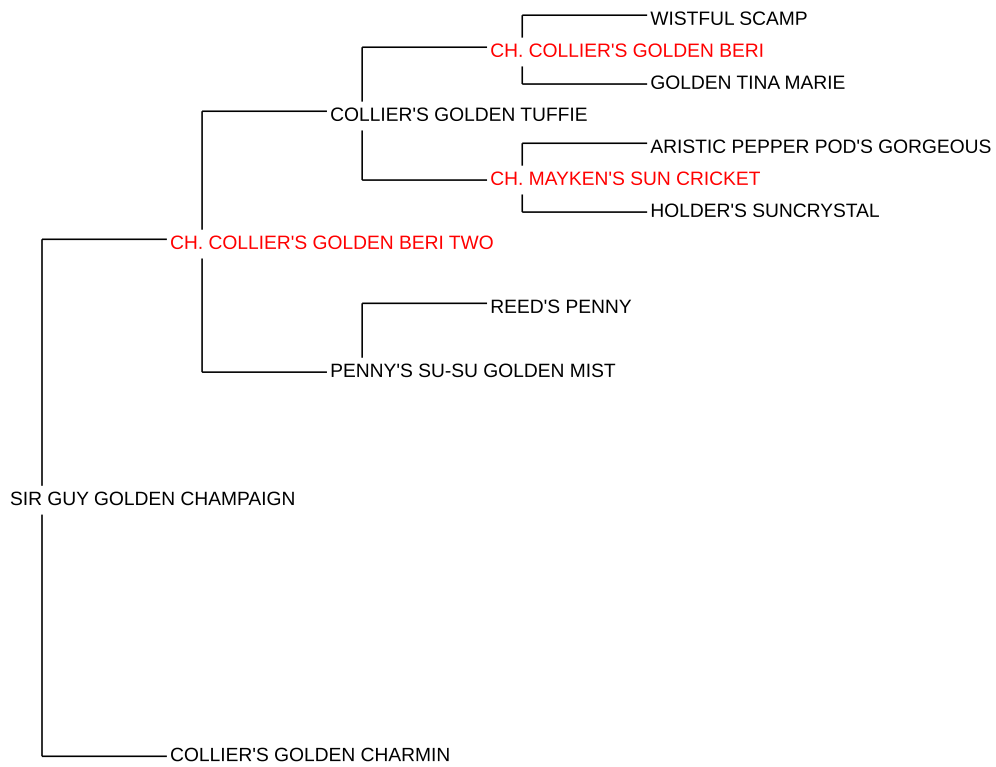 WISTFUL SCAMP
CH. COLLIER'S GOLDEN BERI
GOLDEN TINA MARIE
COLLIER'S GOLDEN TUFFIE
ARISTIC PEPPER POD'S GORGEOUS
CH. MAYKEN'S SUN CRICKET
HOLDER'S SUNCRYSTAL
CH. COLLIER'S GOLDEN BERI TWO
REED'S PENNY
PENNY'S SU-SU GOLDEN MIST
SIR GUY GOLDEN CHAMPAIGN
COLLIER'S GOLDEN CHARMIN